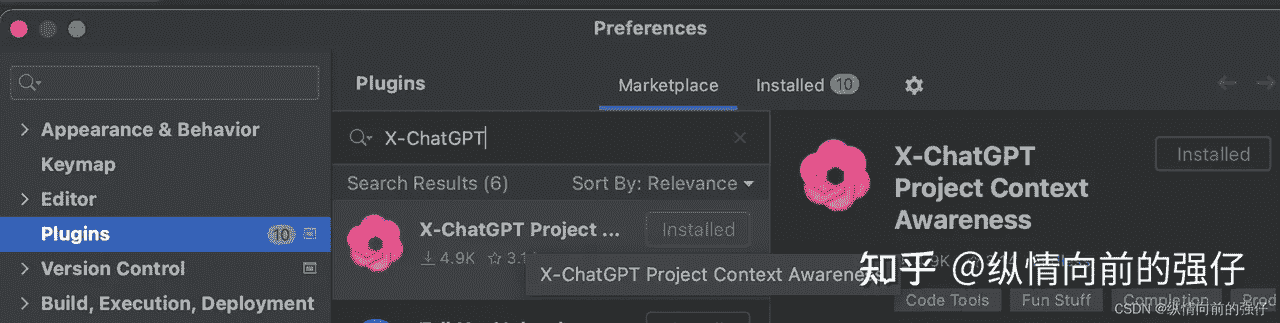 Preferences
Plugins
Marketplace
Installed 10
X-ChatGPT
Appearance & Behavior
Keymap
Editor
Plugins 10
Version Control
Build, Execution, Deployment
Search Results (6)
Sort By: Relevance
X-ChatGPT Project ...
Installed
4.9K
X-ChatGPT Project Context Awareness
X-ChatGPT
Project Context
Awareness
Installed
知乎 @纵情向前的强仔
Code Tools
Fun Stuff
Completion
CSDN @纵情向前的强仔